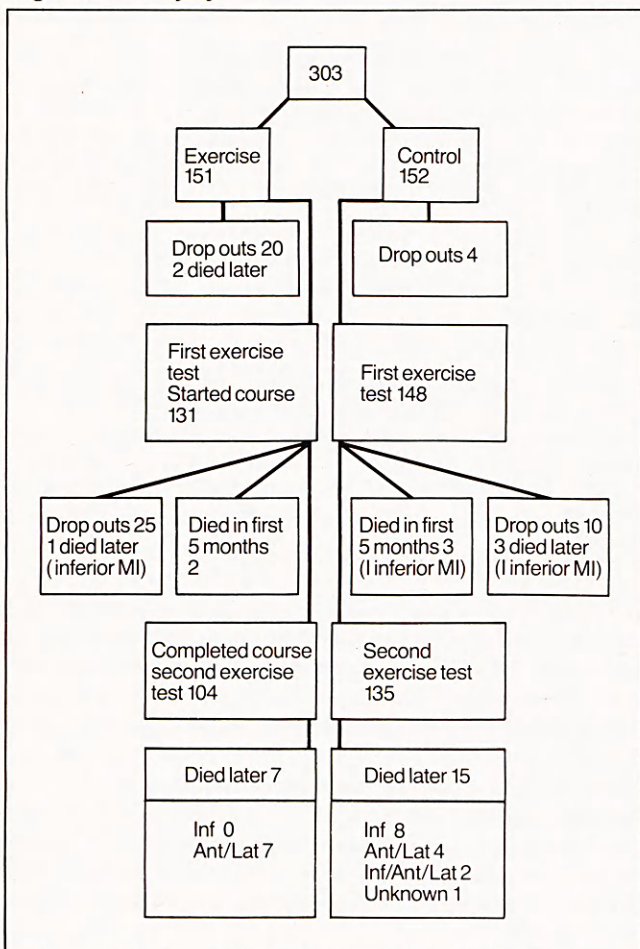 303
Exercise
151
Control
152
Drop outs 20
2 died later
Drop outs 4
First exercise
test
Started course
131
First exercise
test 148
Drop outs 25
1 died later
(inferior MI)
Died in first
5 months
2
Died in first
5 months 3
(I inferior MI)
Drop outs 10
3 died later
(I inferior MI)
Completed course
second exercise
test 104
Second
exercise test
135
Died later 7
Inf 0
Ant/Lat 7
Died later 15
Inf 8
Ant/Lat 4
Inf/Ant/Lat 2
Unknown 1